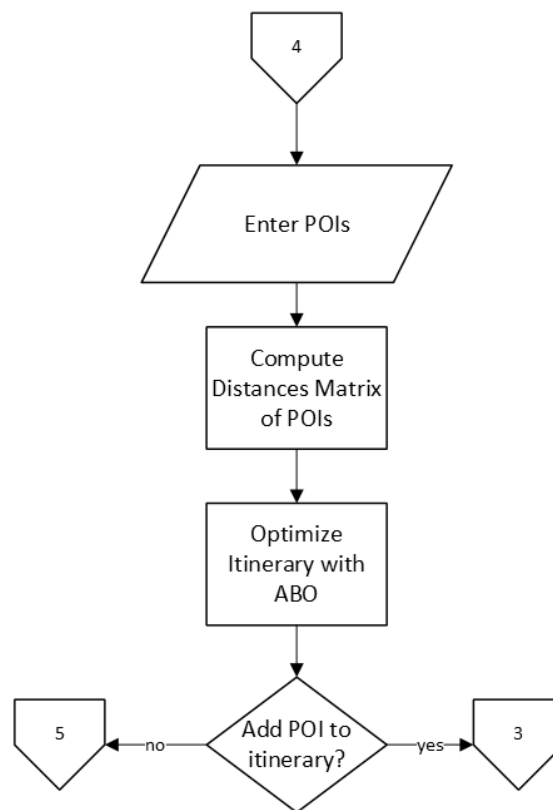 4
Enter POIs
Compute
Distances Matrix
of POIs
Optimize
Itinerary with
ABO
Add POI to
itinerary?
5
no
yes
3